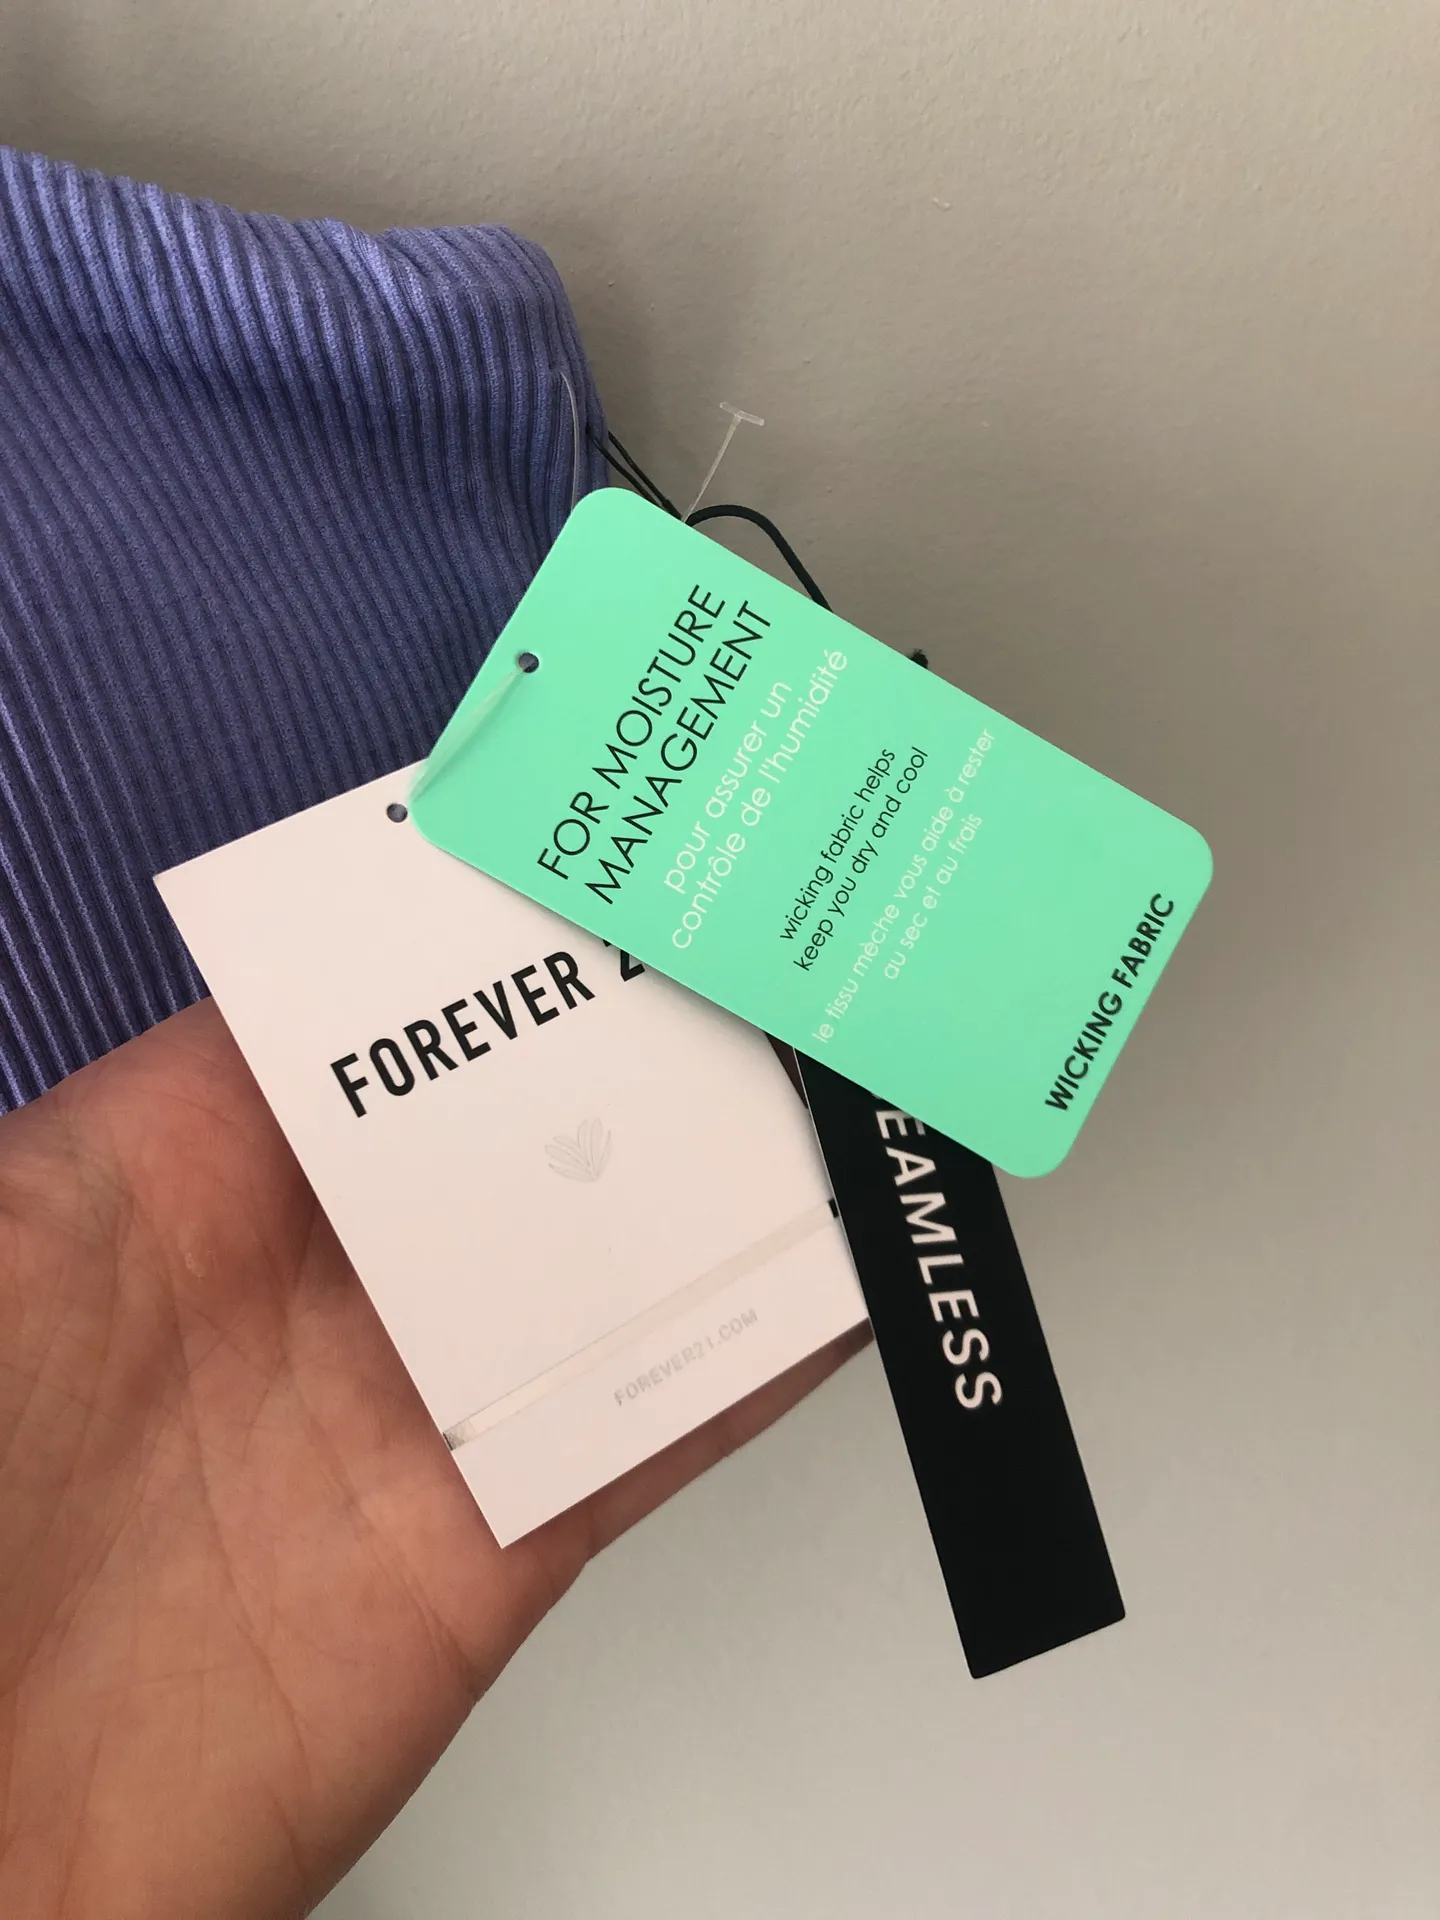 FOR MOISTURE
MANAGEMENT
pour assurer un
contrôle de l'humidité
wicking fabric helps
keep you dry and cool
le tissu mèche vous aide à rester
au sec et au frais
WICKING FABRIC
FOREVER 2
FOREVER21.COM
EAMLESS